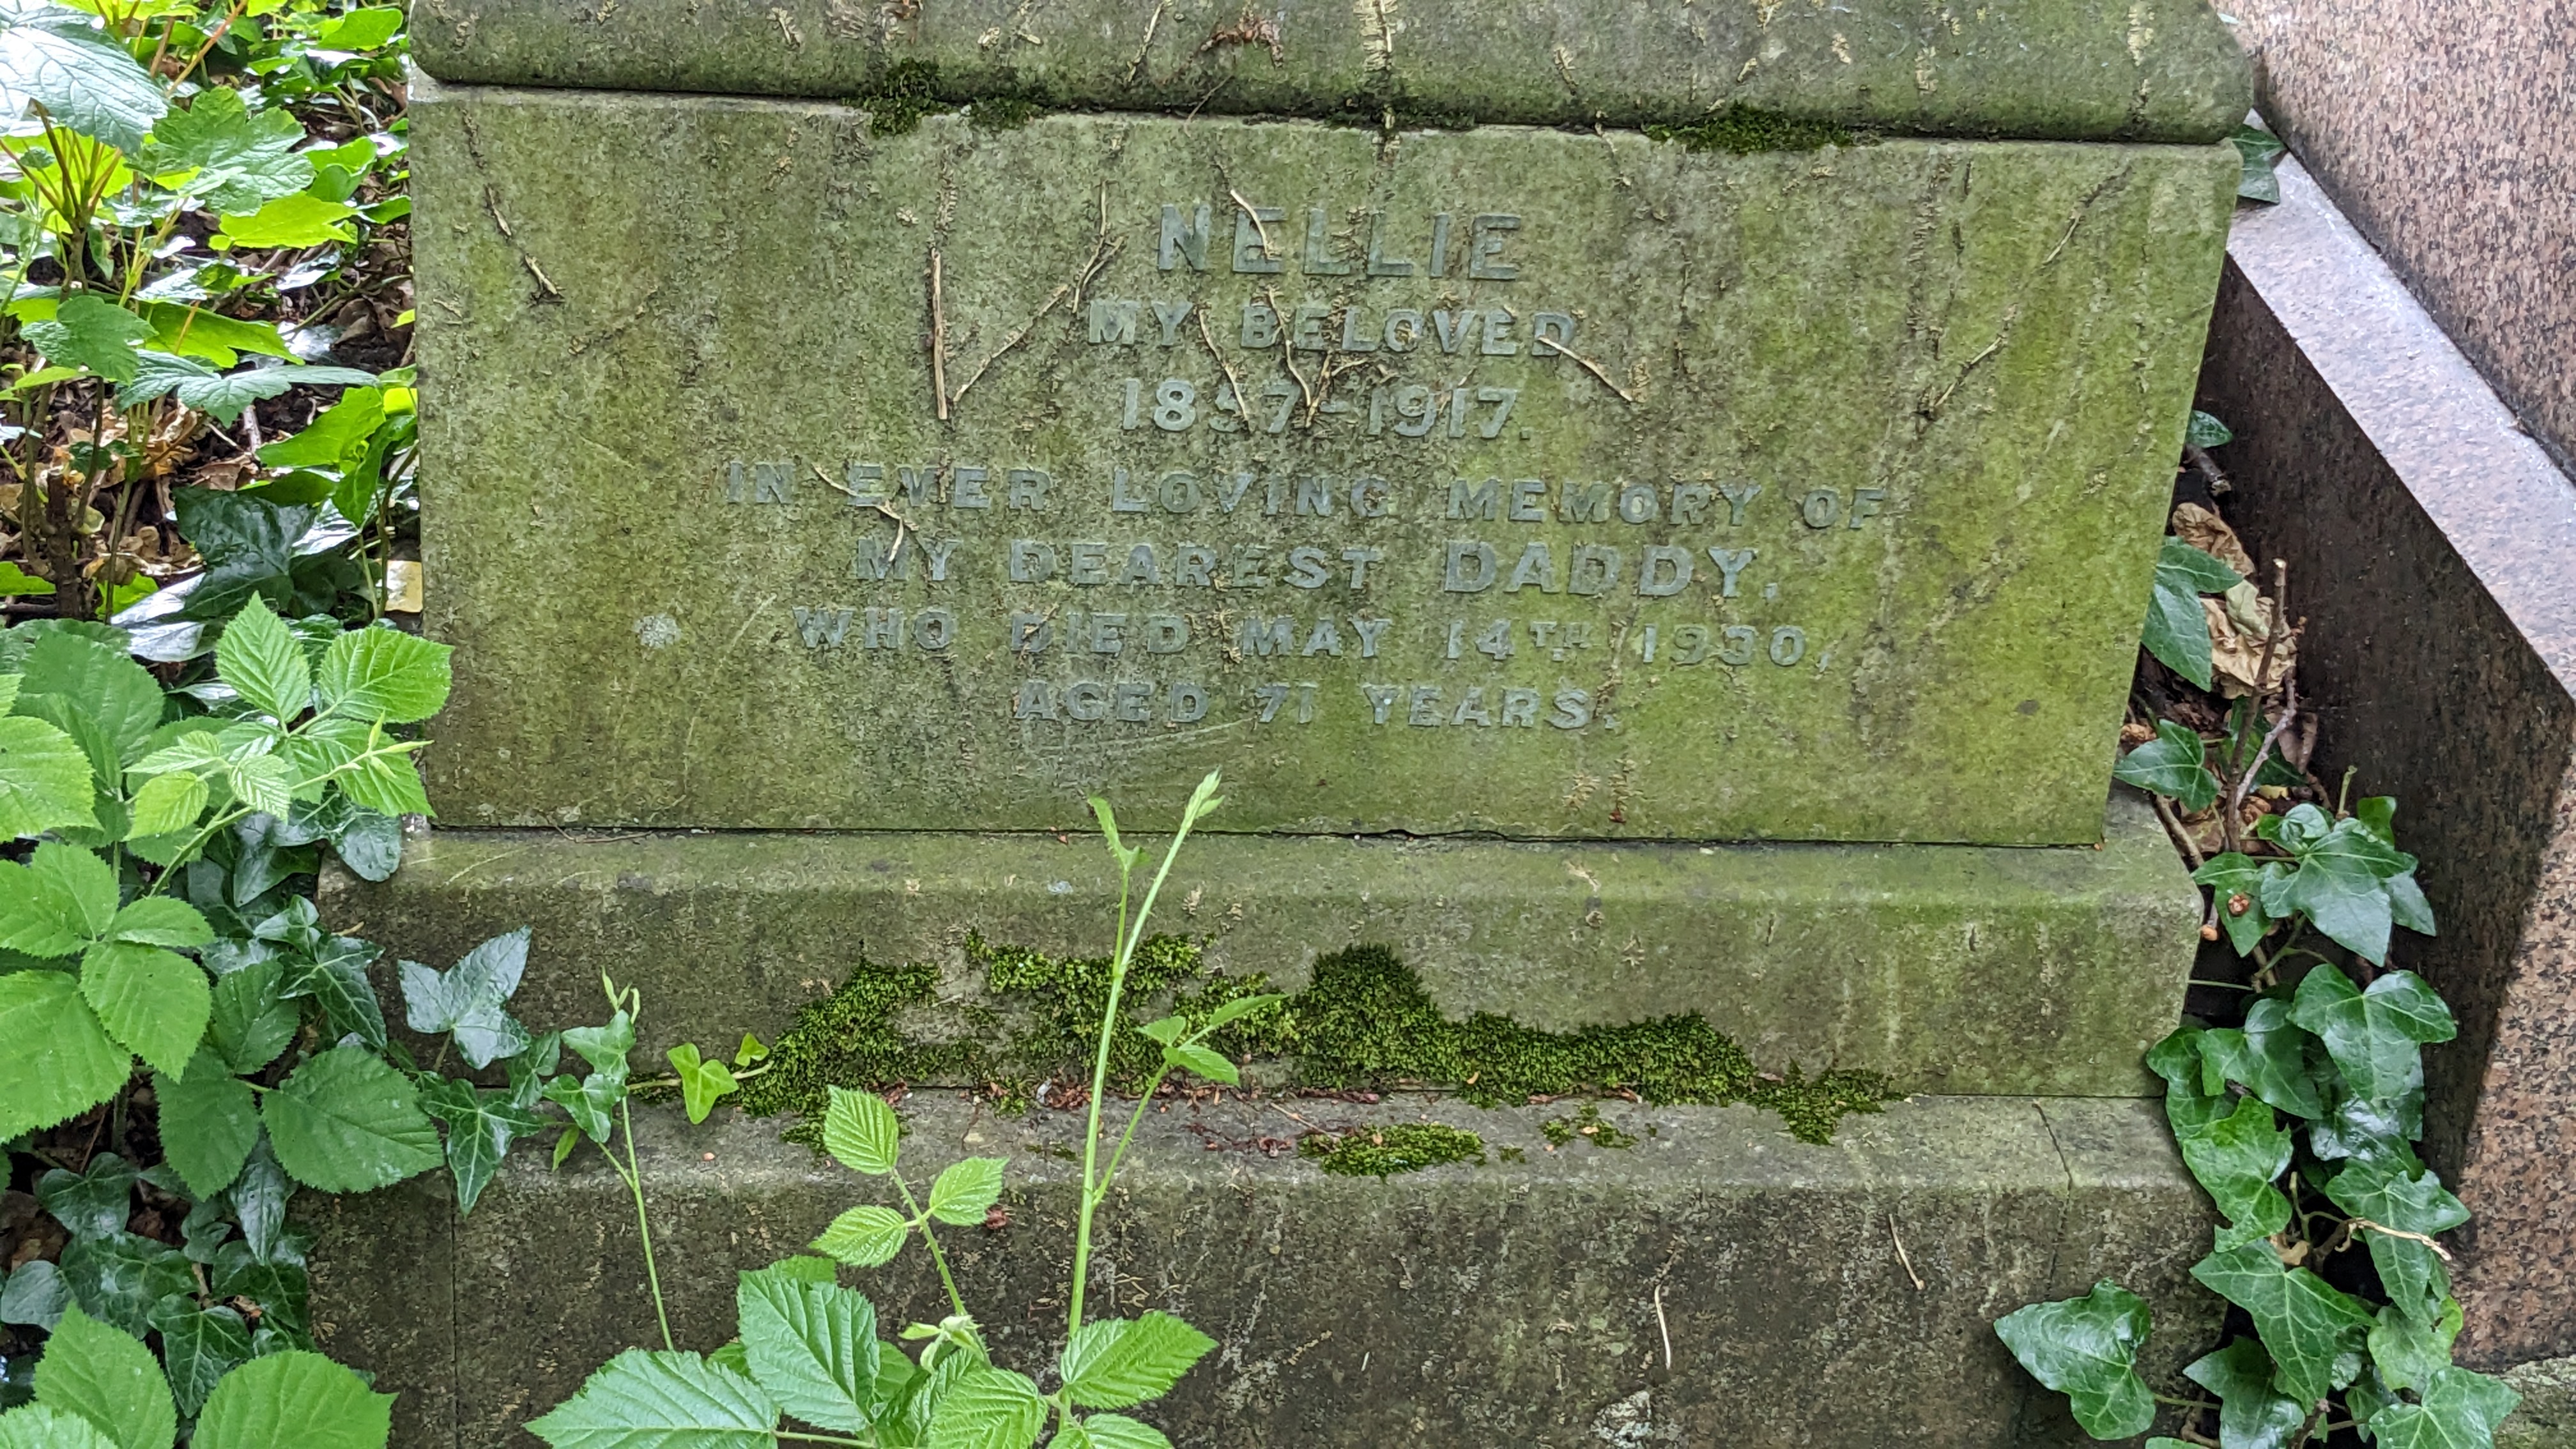 NELLIE
MY BELOVED
1857-1917.
IN EVER LOVING MEMORY OF
MY DEAREST DADDY,
WHO DIED MAY 14TH 1930,
AGED 71 YEARS.